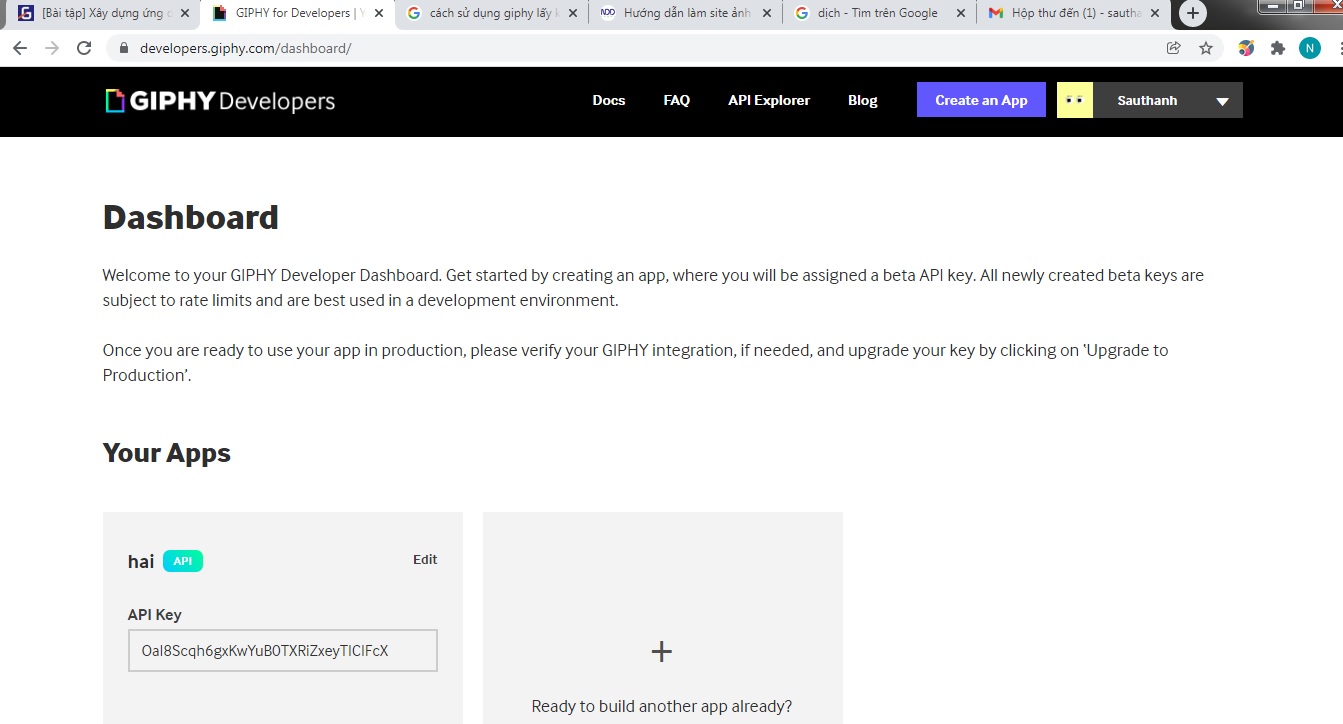 [Bài tập] Xây dựng ứng d
GIPHY for Developers | Y
cách sử dụng giphy lấy k
Hướng dẫn làm site ảnh
dịch - Tìm trên Google
Hộp thư đến (1) - sautha
developers.giphy.com/dashboard/
N
GIPHY Developers
Docs
FAQ
API Explorer
Blog
Create an App
Sauthanh
Dashboard
Welcome to your GIPHY Developer Dashboard. Get started by creating an app, where you will be assigned a beta API key. All newly created beta keys are
subject to rate limits and are best used in a development environment.
Once you are ready to use your app in production, please verify your GIPHY integration, if needed, and upgrade your key by clicking on ‘Upgrade to
Production’.
Your Apps
hai API
Edit
API Key
Oal8Scqh6gxKwYuB0TXRiZxeyTlClFcX
Ready to build another app already?